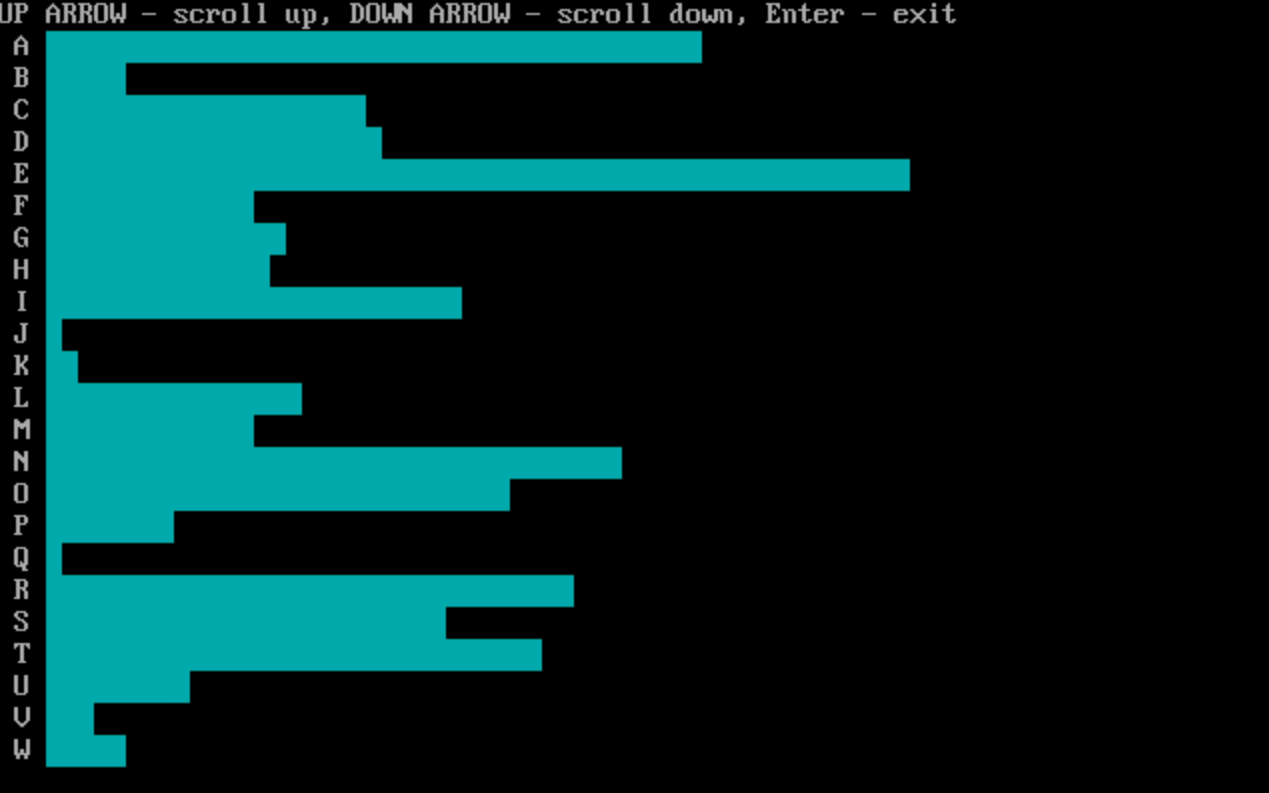 UP ARROW - scroll up, DOWN ARROW - scroll down, Enter - exit
A
B
C
D
E
F
G
H
I
J
K
L
M
N
O
P
Q
R
S
T
U
V
W